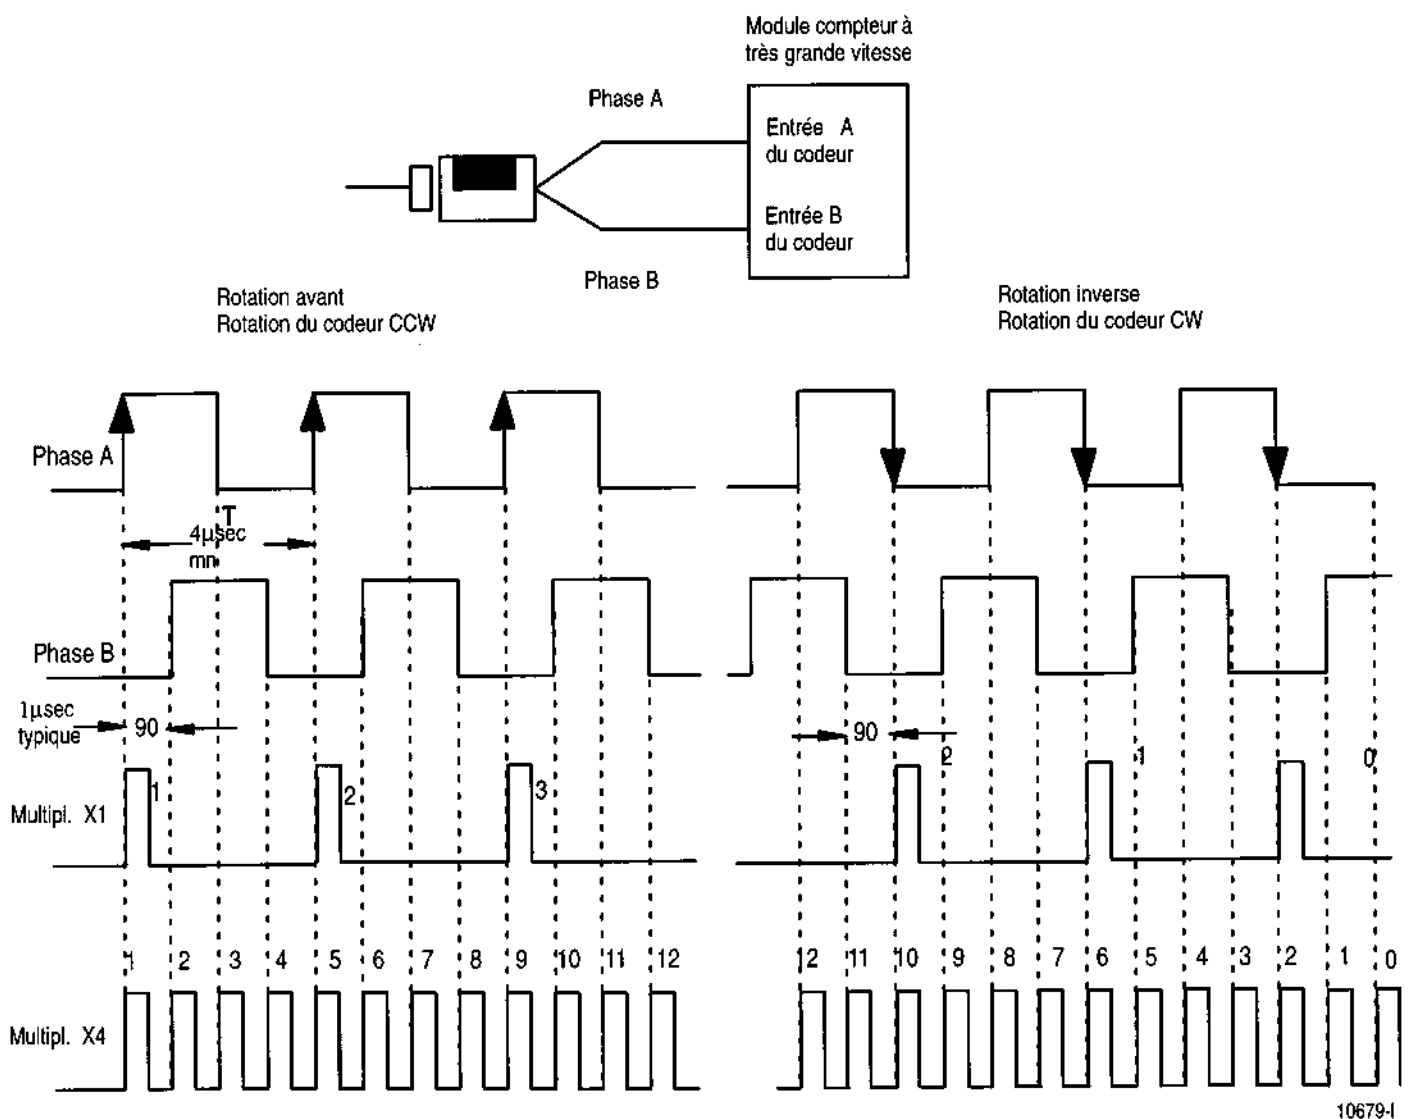 Module compteur à
très grande vitesse
Phase A
Entrée A
du codeur
Entrée B
du codeur
Phase B
Rotation avant
Rotation du codeur CCW
Rotation inverse
Rotation du codeur CW
Phase A
T
4µsec
mn
Phase B
1µsec
typique
90
90
Multipl. X1
1
2
3
2
1
0
1 2 3 4 5 6 7 8 9 10 11 12
12 11 10 9 8 7 6 5 4 3 2 1 0
Multipl. X4
10679-I